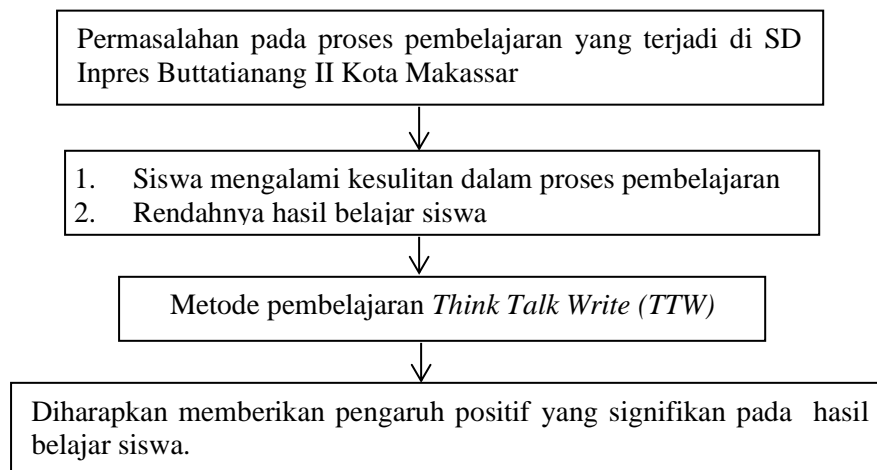 Permasalahan pada proses pembelajaran yang terjadi di SD
Inpres Buttatianang II Kota Makassar
1. Siswa mengalami kesulitan dalam proses pembelajaran
2. Rendahnya hasil belajar siswa
Metode pembelajaran Think Talk Write (TTW)
Diharapkan memberikan pengaruh positif yang signifikan pada hasil
belajar siswa.